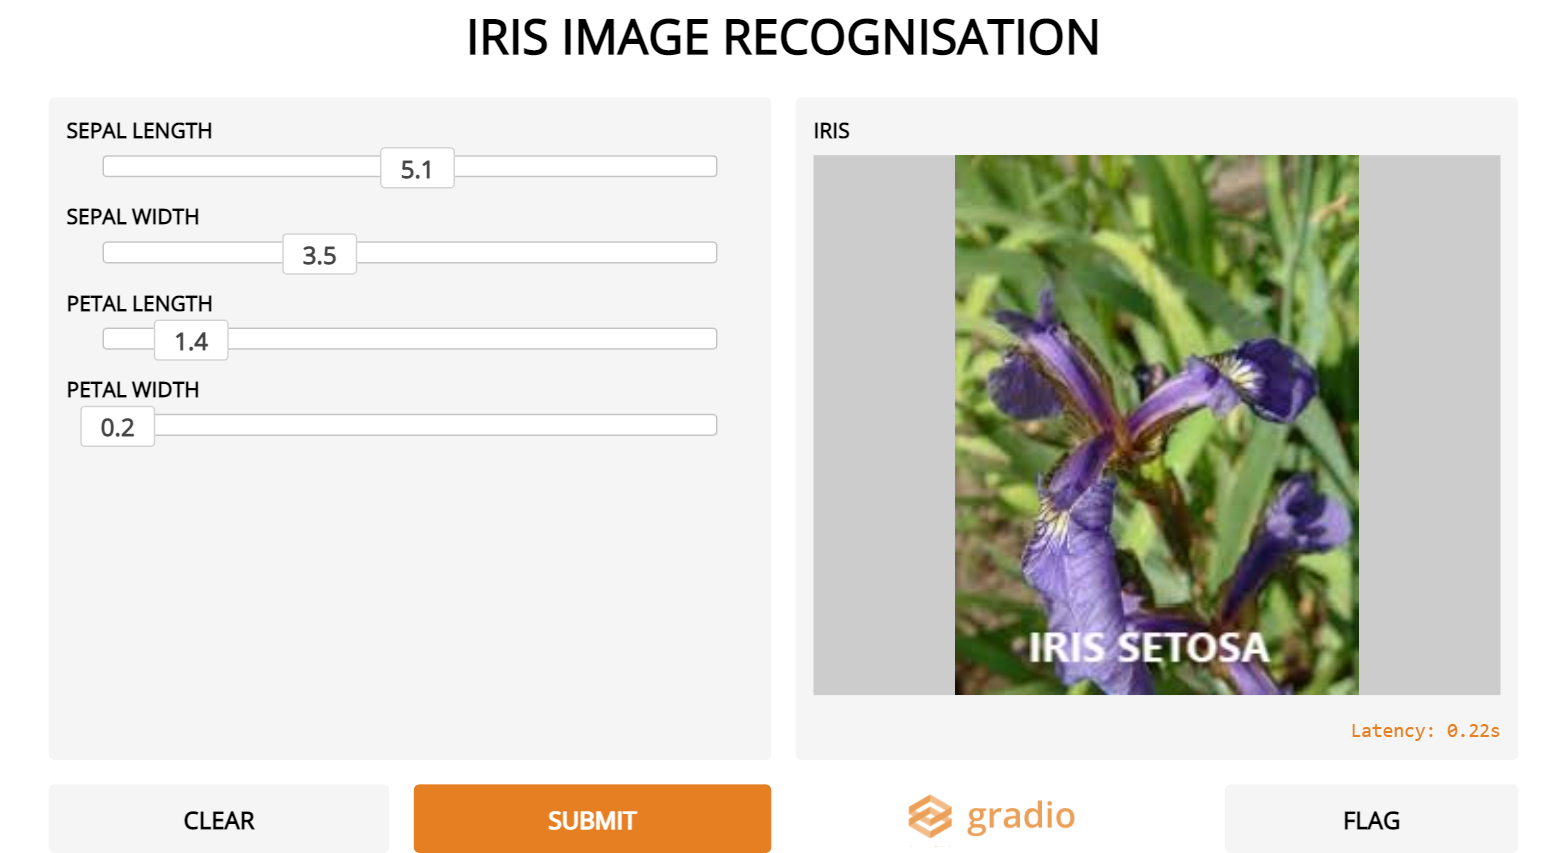 IRIS IMAGE RECOGNISATION
SEPAL LENGTH
5.1
SEPAL WIDTH
3.5
PETAL LENGTH
1.4
PETAL WIDTH
0.2
IRIS
IRIS SETOSA
Latency: 0.22s
CLEAR
SUBMIT
gradio
FLAG